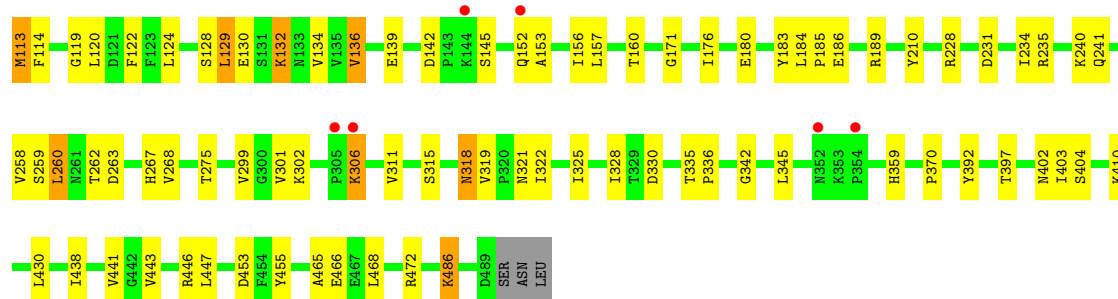 M113 F114 G119 L120 D121 F122 F123 L124 S128 L129 E130 S131 K132 N133 V134 V135 V136 E139 D142 P143 K144 S145 Q152 A153 I156 L157 T160 G171 I176 E180 Y183 L184 P185 E186 R189 Y210 R228 D231 I234 R235 K240 Q241
V258 S259 L260 N261 T262 D263 H267 V268 T275 V299 G300 V301 K302 P305 K306 V311 S315 N318 V319 P320 N321 I322 I325 I328 T329 D330 T335 P336 G342 L345 N352 K353 P354 H359 P370 Y392 T397 N402 I403 S404 K410
L430 I438 V441 G442 V443 R446 L447 D453 F454 Y455 A465 E466 E467 L468 R472 K486 D489 SER ASN LEU